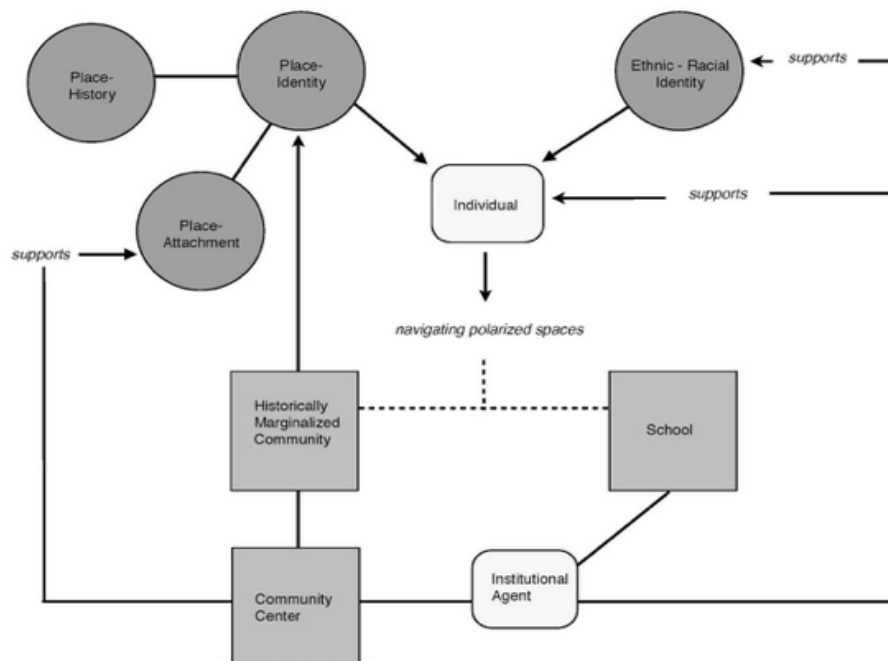 Place-
History
Place-
Identity
Ethnic - Racial
Identity
supports
Individual
supports
Place-
Attachment
supports
navigating polarized spaces
Historically
Marginalized
Community
School
Institutional
Agent
Community
Center